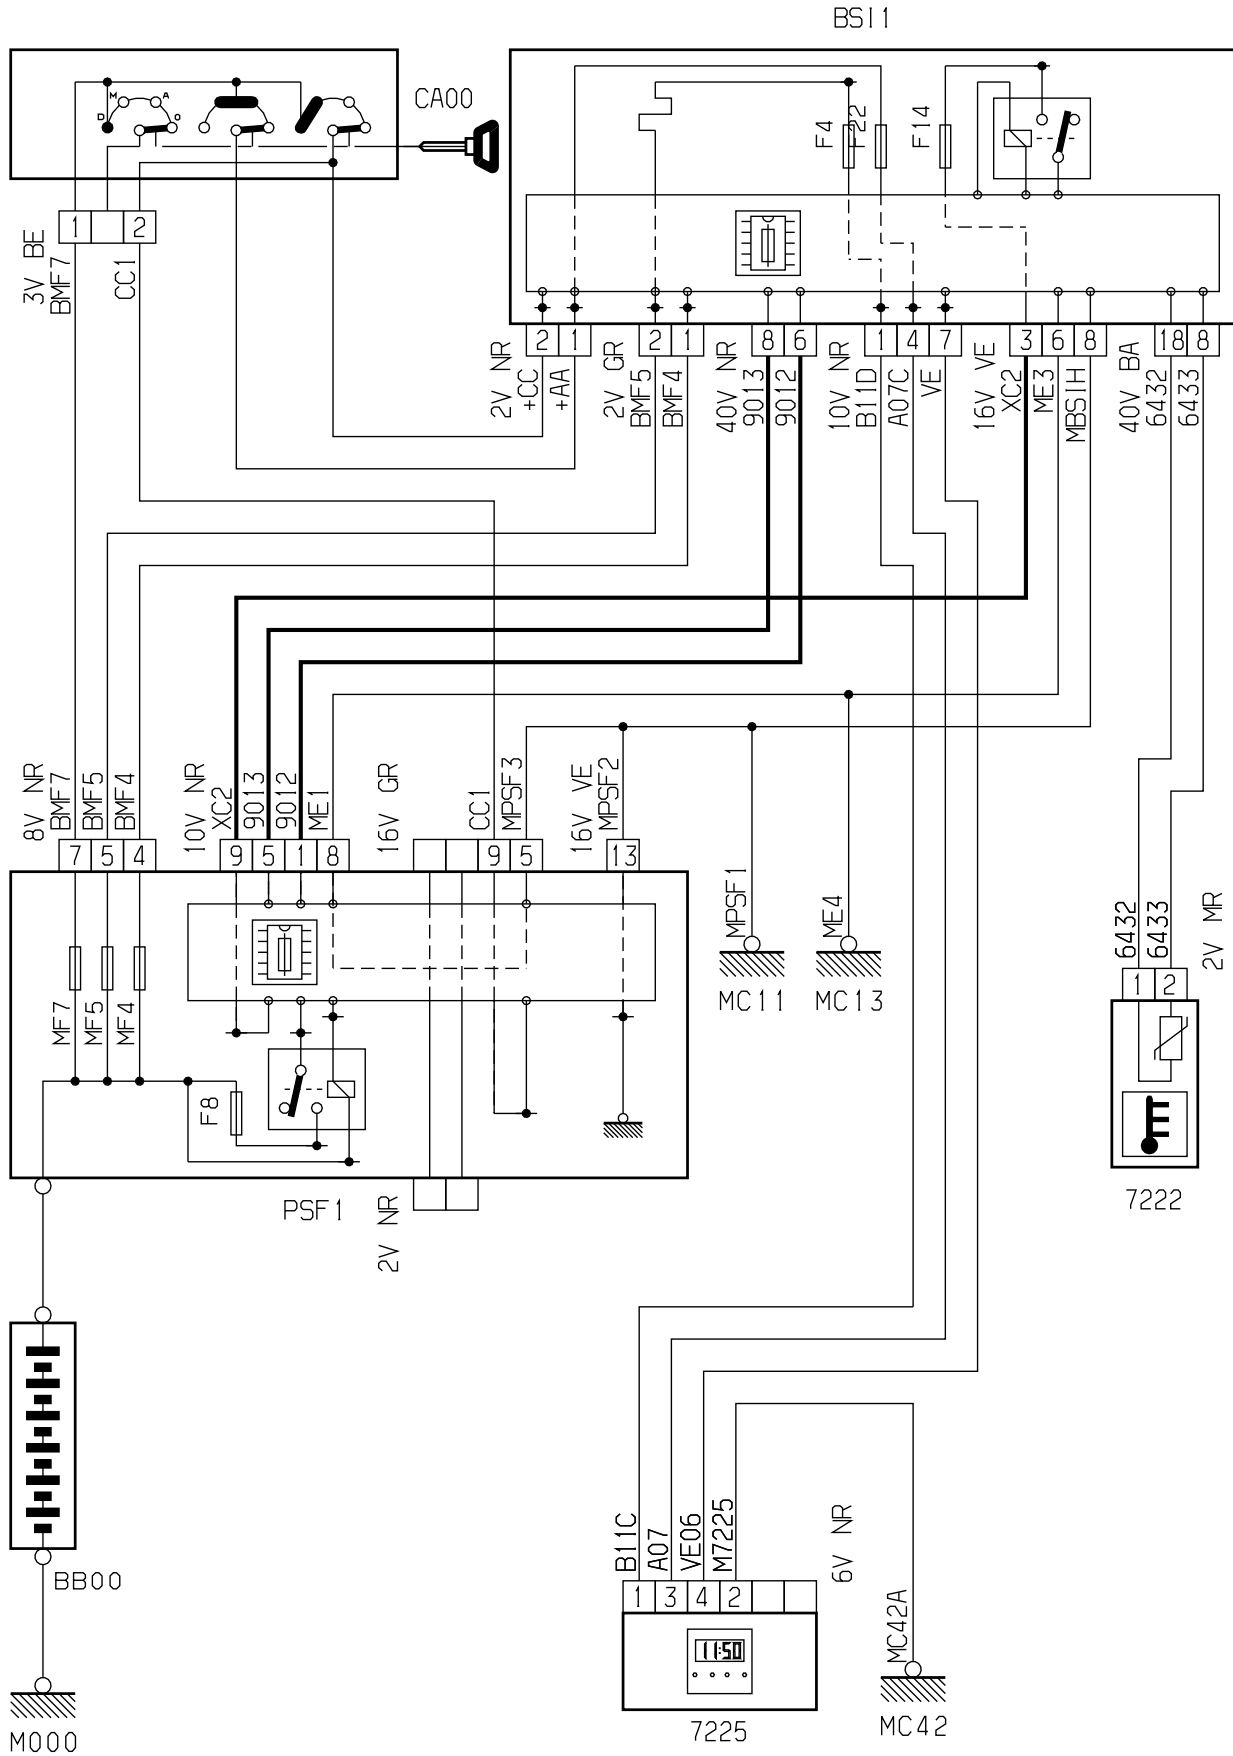 BSI1
M A
D O
CA00
F4 F22 F14
1 2
3V BE
BMF7
CC1
2 1 2 1 8 6 1 4 7 3 6 8 18 8
2V NR
+CC
+AA
2V GR
BMF5
BMF4
40V NR
9013
9012
10V NR
B11D
A07C
VE
16V VE
XC2
ME3
MBSIH
40V BA
6432
6433
8V NR
BMF7
BMF5
BMF4
10V NR
XC2
9013
9012
ME1
16V GR
CC1
MPSF3
16V VE
MPSF2
7 5 4 9 5 1 8 9 5 13
MPSF1
ME4
6432
6433
2V MR
1 2
MC11
MC13
MF7
MF5
MF4
F8
7222
PSF1
2V NR
BB00
B11C
A07
VE06
M7225
6V NR
1 3 4 2
MC42A
11:50
7225
MC42
M000